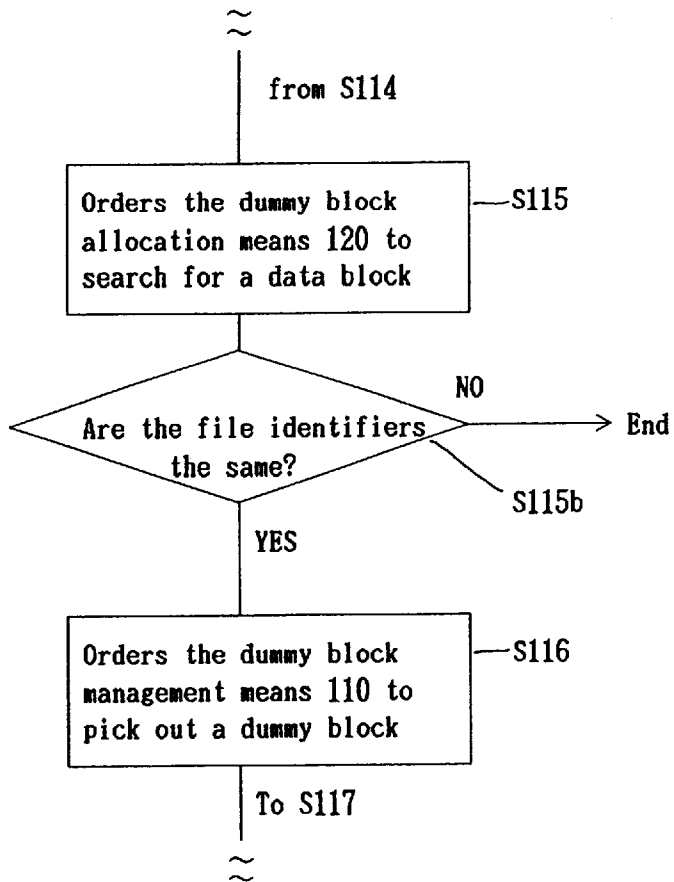 from S114
Orders the dummy block
allocation means 120 to
search for a data block
S115
NO
Are the file identifiers
the same?
End
S115b
YES
Orders the dummy block
management means 110 to
pick out a dummy block
S116
To S117